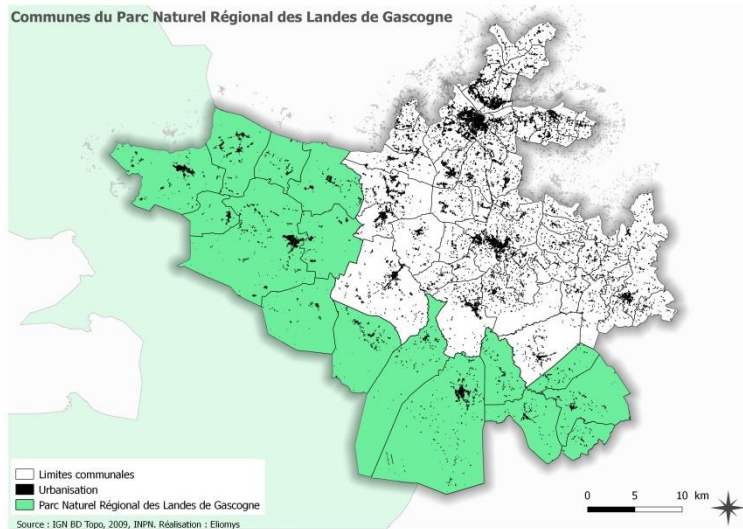 Communes du Parc Naturel Régional des Landes de Gascogne
Limites communales
Urbanisation
Parc Naturel Régional des Landes de Gascogne
0 5 10 km
Source : IGN BD Topo, 2009, INPN. Réalisation : Eliomys